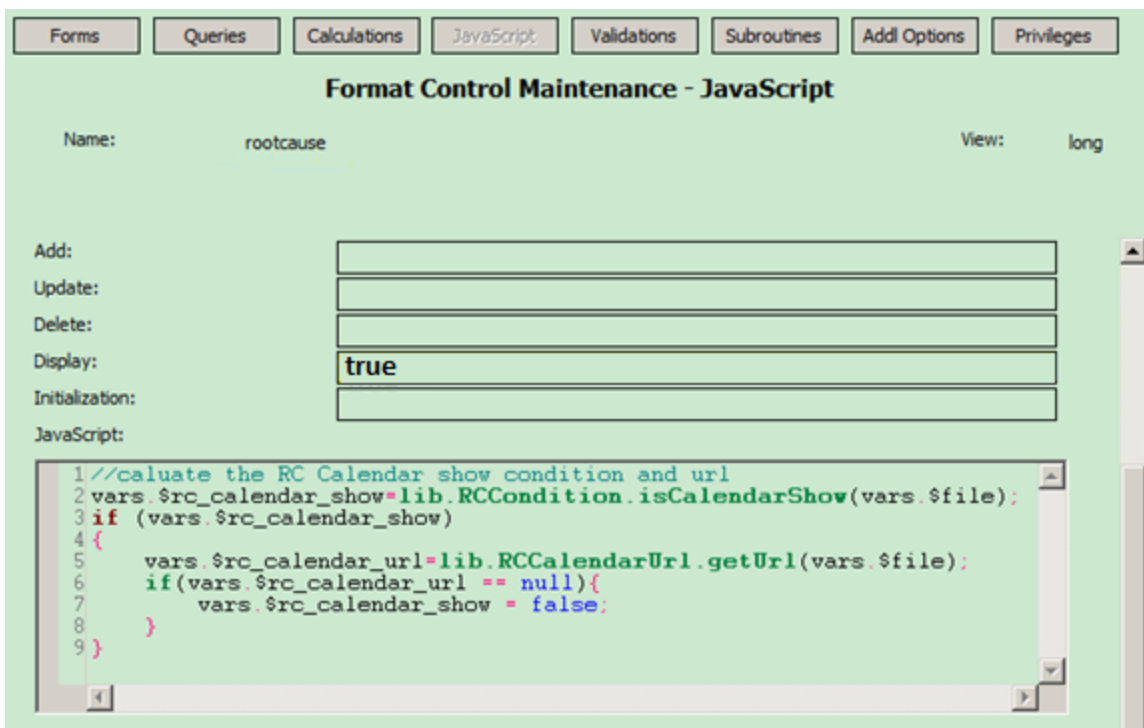 Forms Queries Calculations JavaScript Validations Subroutines Addl Options Privileges
Format Control Maintenance - JavaScript
Name: rootcause View: long
Add:
Update:
Delete:
Display: true
Initialization:
JavaScript:
1 //caluate the RC Calendar show condition and url
2 vars.$rc_calendar_show=lib.RCCondition.isCalendarShow(vars.$file);
3 if (vars.$rc_calendar_show)
4 {
5     vars.$rc_calendar_url=lib.RCCalendarUrl.getUrl(vars.$file);
6     if(vars.$rc_calendar_url == null){
7         vars.$rc_calendar_show = false;
8     }
9 }